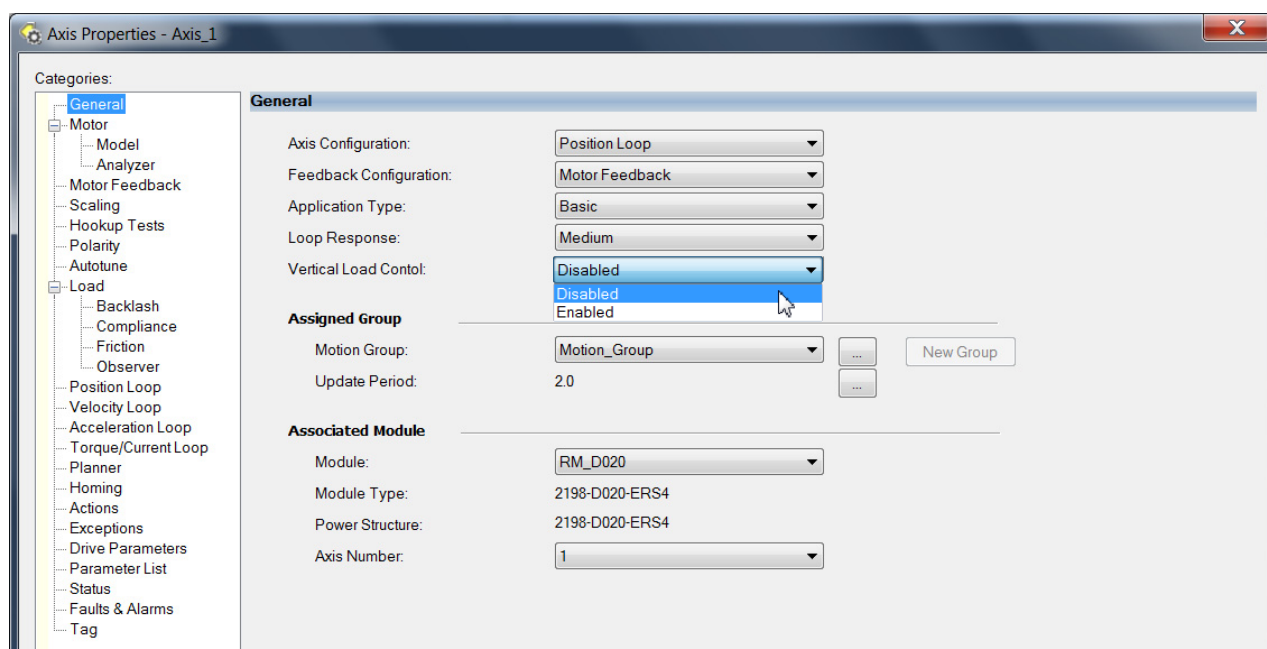 Axis Properties - Axis_1
X
Categories:
General
Motor
Model
Analyzer
Motor Feedback
Scaling
Hookup Tests
Polarity
Autotune
Load
Backlash
Compliance
Friction
Observer
Position Loop
Velocity Loop
Acceleration Loop
Torque/Current Loop
Planner
Homing
Actions
Exceptions
Drive Parameters
Parameter List
Status
Faults & Alarms
Tag
General
Axis Configuration: Position Loop
Feedback Configuration: Motor Feedback
Application Type: Basic
Loop Response: Medium
Vertical Load Contol: Disabled
Disabled
Enabled
Assigned Group
Motion Group: Motion_Group ... New Group
Update Period: 2.0 ...
Associated Module
Module: RM_D020
Module Type: 2198-D020-ERS4
Power Structure: 2198-D020-ERS4
Axis Number: 1